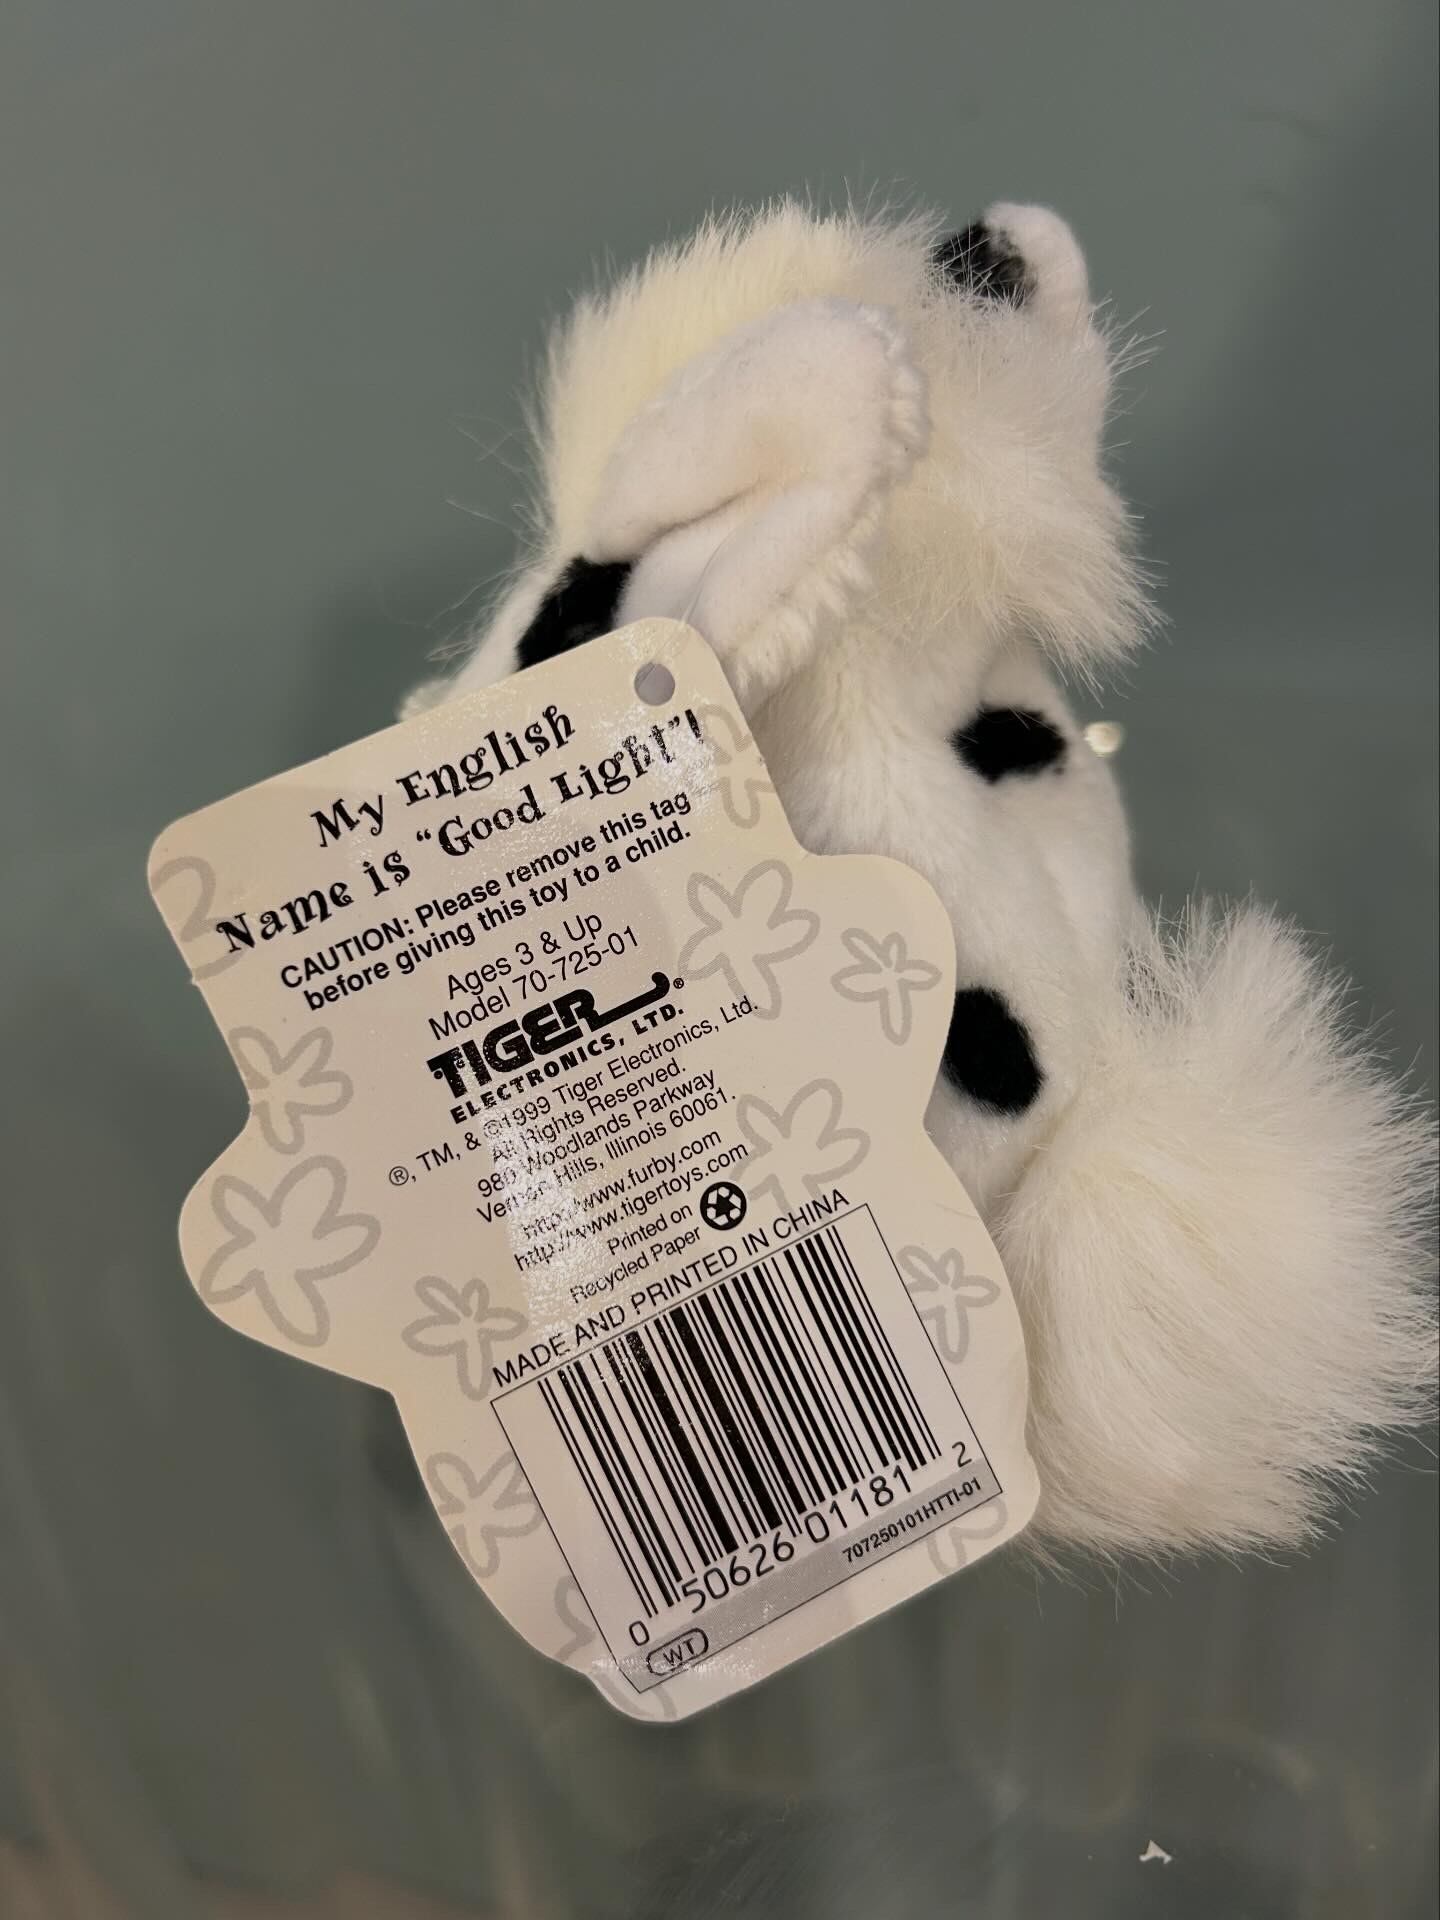 My English
Name is "Good Light"!
CAUTION: Please remove this tag
before giving this toy to a child.
Ages 3 & Up
Model 70-725-01
TIGER®
ELECTRONICS, LTD.
®, TM, & ©1999 Tiger Electronics, Ltd.
All Rights Reserved.
980 Woodlands Parkway
Vernon Hills, Illinois 60061.
http://www.furby.com
http://www.tigertoys.com
Printed on
Recycled Paper
MADE AND PRINTED IN CHINA
0 50626 01181 2
707250101HTTI-01
WT